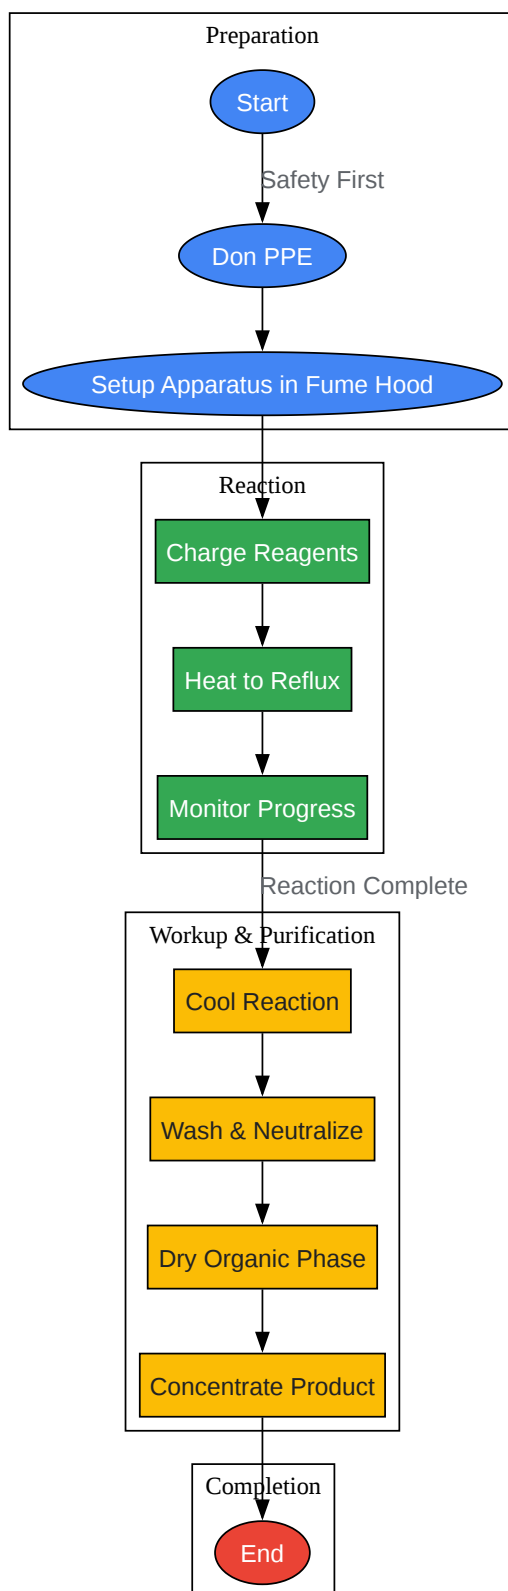 Preparation
Start
Safety First
Don PPE
Setup Apparatus in Fume Hood
Reaction
Charge Reagents
Heat to Reflux
Monitor Progress
Reaction Complete
Workup & Purification
Cool Reaction
Wash & Neutralize
Dry Organic Phase
Concentrate Product
Completion
End